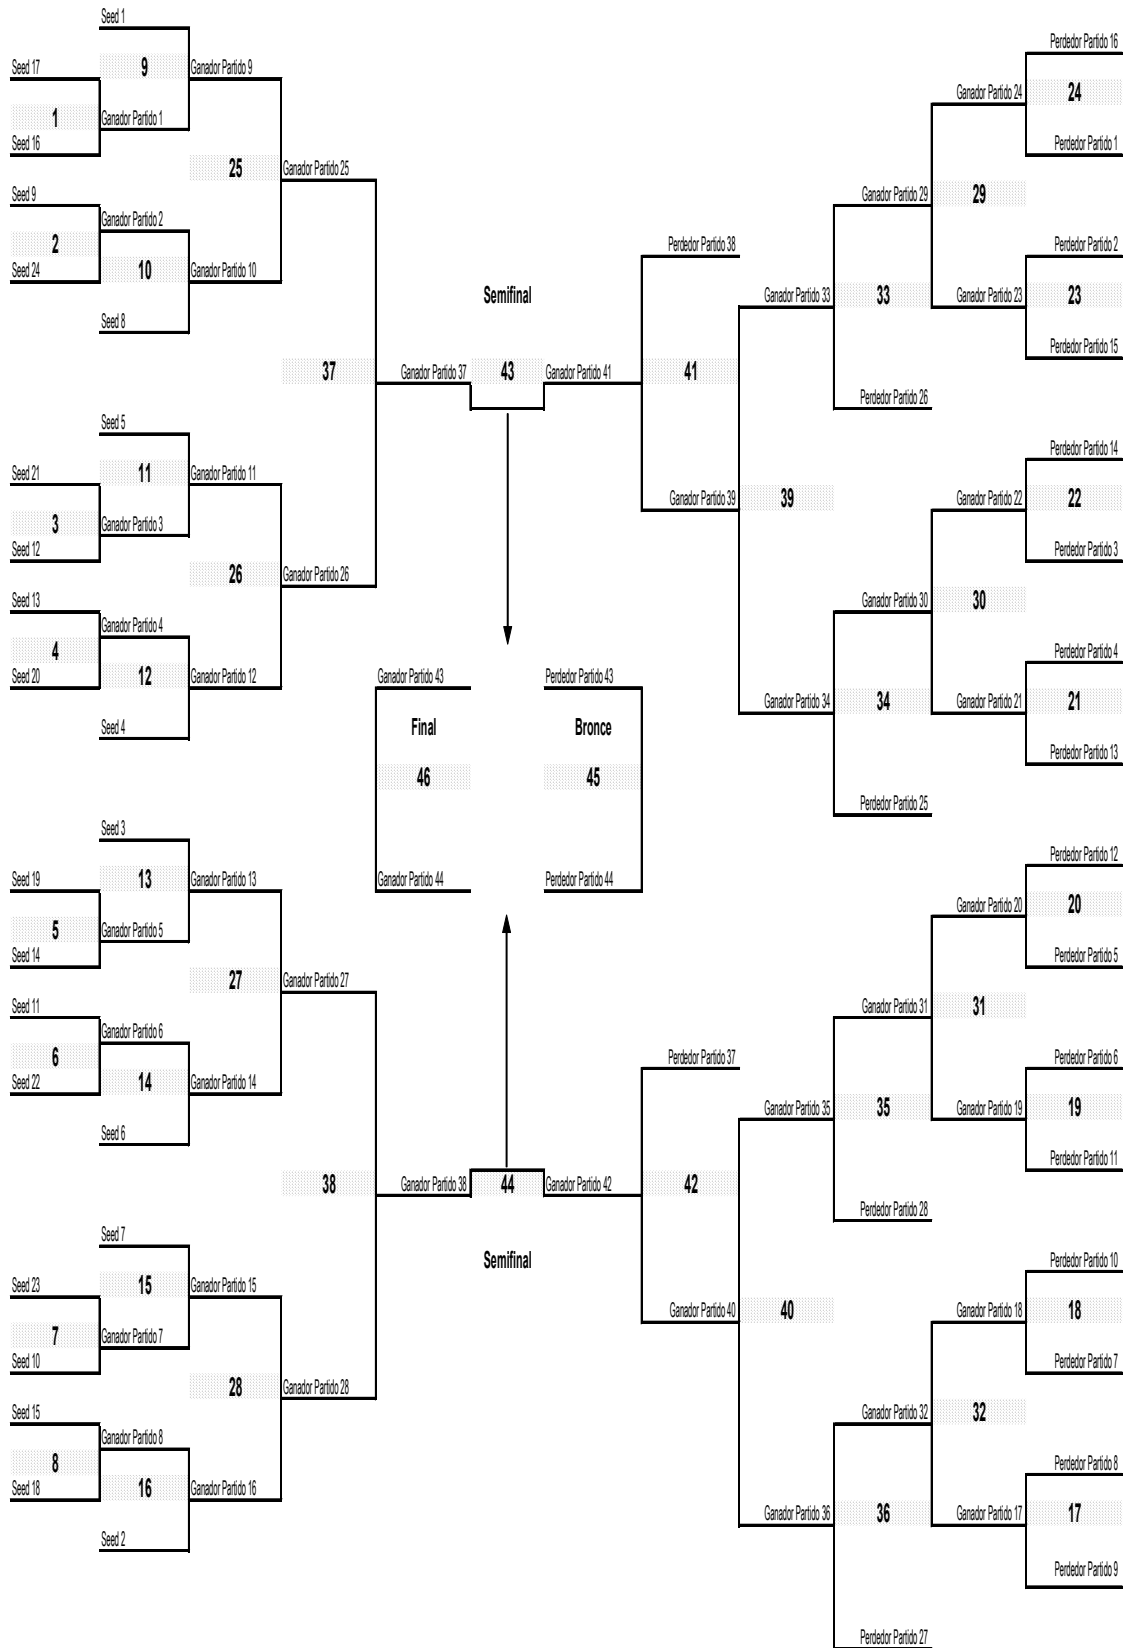 Seed 1
9
Seed 17
Ganador Partido 9
1
Ganador Partido 1
Seed 16
25
Ganador Partido 25
Seed 9
Ganador Partido 2
2
10
Seed 24
Ganador Partido 10
Seed 8
37
Ganador Partido 37
Seed 5
11
Seed 21
Ganador Partido 11
3
Ganador Partido 3
Seed 12
26
Ganador Partido 26
Seed 13
Ganador Partido 4
4
12
Seed 20
Ganador Partido 12
Seed 4
Seed 3
13
Seed 19
Ganador Partido 13
5
Ganador Partido 5
Seed 14
27
Ganador Partido 27
Seed 11
Ganador Partido 6
6
14
Seed 22
Ganador Partido 14
Seed 6
38
Ganador Partido 38
Seed 7
15
Seed 23
Ganador Partido 15
7
Ganador Partido 7
Seed 10
28
Ganador Partido 28
Seed 15
Ganador Partido 8
8
16
Seed 18
Ganador Partido 16
Seed 2
Semifinal
43
Ganador Partido 41
Ganador Partido 43
Final
46
Ganador Partido 44
Perdedor Partido 43
Bronce
45
Perdedor Partido 44
44
Ganador Partido 42
Semifinal
Perdedor Partido 16
24
Ganador Partido 24
Perdedor Partido 1
Ganador Partido 29
29
Perdedor Partido 38
Perdedor Partido 2
Ganador Partido 33
33
Ganador Partido 23
23
Perdedor Partido 15
41
Perdedor Partido 26
Perdedor Partido 14
Ganador Partido 39
39
Ganador Partido 22
22
Perdedor Partido 3
Ganador Partido 30
30
Perdedor Partido 4
Ganador Partido 34
34
Ganador Partido 21
21
Perdedor Partido 13
Perdedor Partido 25
Perdedor Partido 12
Ganador Partido 20
20
Perdedor Partido 5
Ganador Partido 31
31
Perdedor Partido 37
Perdedor Partido 6
Ganador Partido 35
35
Ganador Partido 19
19
Perdedor Partido 11
42
Perdedor Partido 28
Perdedor Partido 10
Ganador Partido 40
40
Ganador Partido 18
18
Perdedor Partido 7
Ganador Partido 32
32
Perdedor Partido 8
Ganador Partido 36
36
Ganador Partido 17
17
Perdedor Partido 9
Perdedor Partido 27